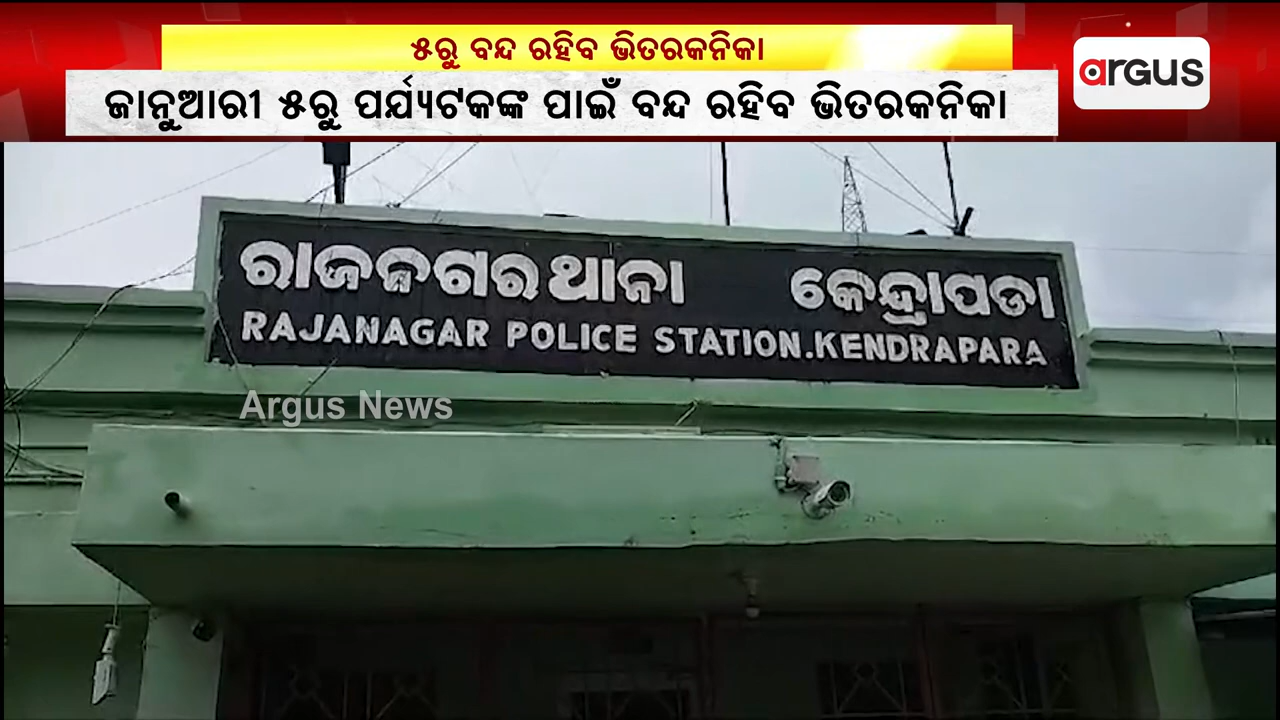 ୫ରୁ ବନ୍ଦ ରହିବ ଭିତରକନିକା
argus
ଜାନୁଆରୀ ୫ରୁ ପର୍ଯ୍ୟଟକଙ୍କ ପାଇଁ ବନ୍ଦ ରହିବ ଭିତରକନିକା
ରାଜନଗର ଥାନା କେନ୍ଦ୍ରାପଡା
RAJANAGAR POLICE STATION.KENDRAPARA
Argus News